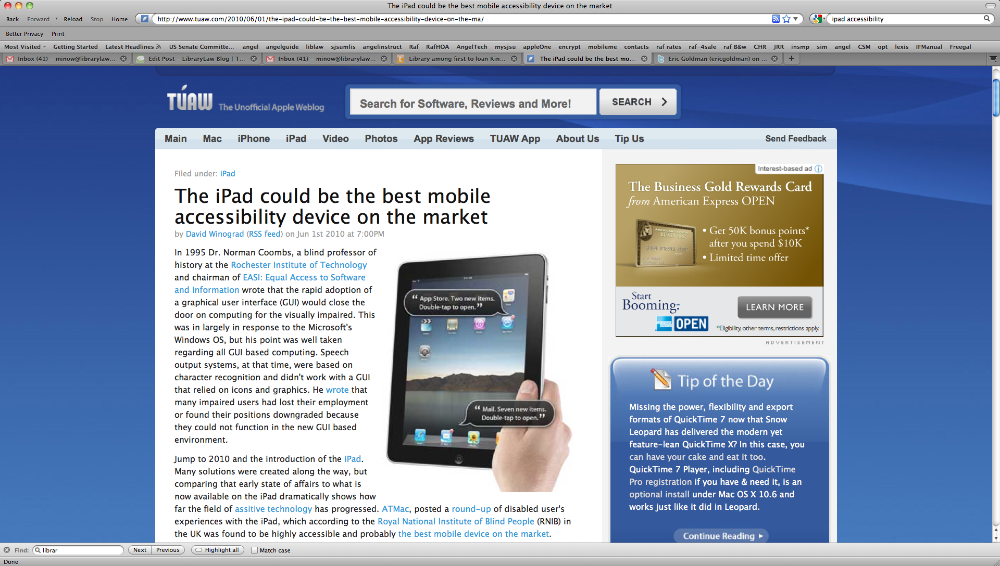 The iPad could be the best mobile accessibility device on the market
Back Forward Reload Stop Home http://www.tuaw.com/2010/06/01/the-ipad-could-be-the-best-mobile-accessibility-device-on-the-ma/ ipad accessibility
Better Privacy Print
Most Visited Getting Started Latest Headlines US Senate Committe... angel angelguide liblaw sjsumlis angelinstruct Raf RafHOA AngelTech mysjsu appleOne encrypt mobileme contacts raf rates raf-4sale raf B&w CHR JRR insmp sim angel CSM opt lexis IFManual Freegal
Inbox (41) – minow@librarylaw... Edit Post – LibraryLaw Blog | T... Inbox (41) – minow@librarylaw... Library among first to loan Kin... The iPad could be the best mo... Eric Goldman (ericgoldman) on ...
TUAW The Unofficial Apple Weblog
Search for Software, Reviews and More! SEARCH
Main Mac iPhone iPad Video Photos App Reviews TUAW App About Us Tip Us Send Feedback
Filed under: iPad
The iPad could be the best mobile
accessibility device on the market
by David Winograd (RSS feed) on Jun 1st 2010 at 7:00PM
In 1995 Dr. Norman Coombs, a blind professor of
history at the Rochester Institute of Technology
and chairman of EASI: Equal Access to Software
and Information wrote that the rapid adoption of
a graphical user interface (GUI) would close the
door on computing for the visually impaired. This
was in largely in response to the Microsoft's
Windows OS, but his point was well taken
regarding all GUI based computing. Speech
output systems, at that time, were based on
character recognition and didn't work with a GUI
that relied on icons and graphics. He wrote that
many impaired users had lost their employment
or found their positions downgraded because
they could not function in the new GUI based
environment.
Jump to 2010 and the introduction of the iPad.
Many solutions were created along the way, but
comparing that early state of affairs to what is
now available on the iPad dramatically shows how
far the field of assitive technology has progressed. ATMac, posted a round-up of disabled user's
experiences with the iPad, which according to the Royal National Institute of Blind People (RNIB) in
the UK was found to be highly accessible and probably the best mobile device on the market.
“App Store. Two new items.
Double-tap to open.”
“Mail. Seven new items.
Double-tap to open.”
Interest-based ad
The Business Gold Rewards Card
from American Express OPEN
AMERICAN EXPRESS
BUSINESS
• Get 50K bonus points*
after you spend $10K
• Limited time offer
Start
Booming.
OPEN
LEARN MORE
*Eligibility, other terms, restrictions apply.
ADVERTISEMENT
Tip of the Day
Missing the power, flexibility and export
formats of QuickTime 7 now that Snow
Leopard has delivered the modern yet
feature-lean QuickTime X? In this case, you
can have your cake and eat it too.
QuickTime 7 Player, including QuickTime
Pro registration if you have & need it, is an
optional install under Mac OS X 10.6 and
works just like it did in Leopard.
Continue Reading
Find: librar Next Previous Highlight all Match case
Done